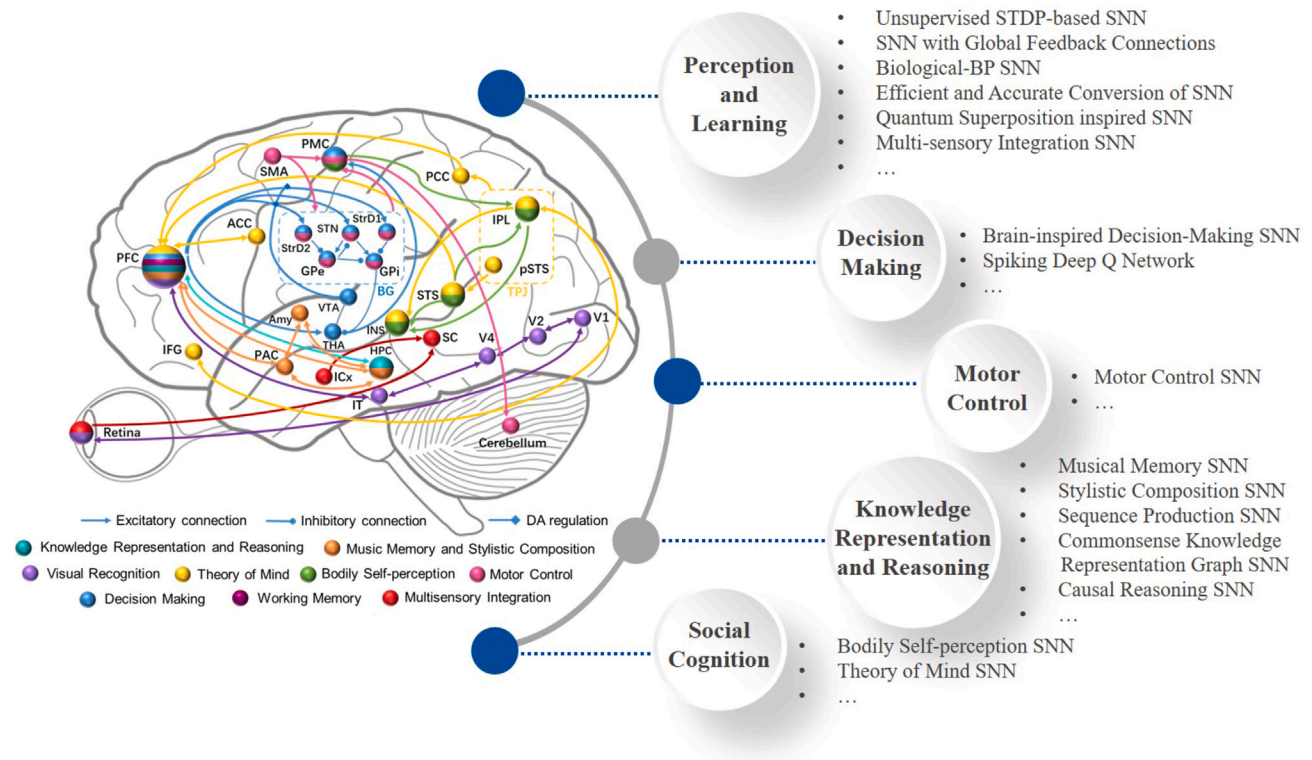 Perception
and
Learning
• Unsupervised STDP-based SNN
• SNN with Global Feedback Connections
• Biological-BP SNN
• Efficient and Accurate Conversion of SNN
• Quantum Superposition inspired SNN
• Multi-sensory Integration SNN
• …
Decision
Making
• Brain-inspired Decision-Making SNN
• Spiking Deep Q Network
• …
Motor
Control
• Motor Control SNN
• …
Knowledge
Representation
and Reasoning
• Musical Memory SNN
• Stylistic Composition SNN
• Sequence Production SNN
• Commonsense Knowledge
Representation Graph SNN
• Causal Reasoning SNN
• …
Social
Cognition
• Bodily Self-perception SNN
• Theory of Mind SNN
• …
PMC
SMA
PCC
ACC
STN
StrD1
StrD2
IPL
PFC
GPe
GPi
pSTS
BG
STS
TPJ
VTA
Amy
THA
INS
SC
V4
V2
V1
IFG
PAC
HPC
ICx
IT
Retina
Cerebellum
Excitatory connection
Inhibitory connection
DA regulation
Knowledge Representation and Reasoning
Music Memory and Stylistic Composition
Visual Recognition
Theory of Mind
Bodily Self-perception
Motor Control
Decision Making
Working Memory
Multisensory Integration